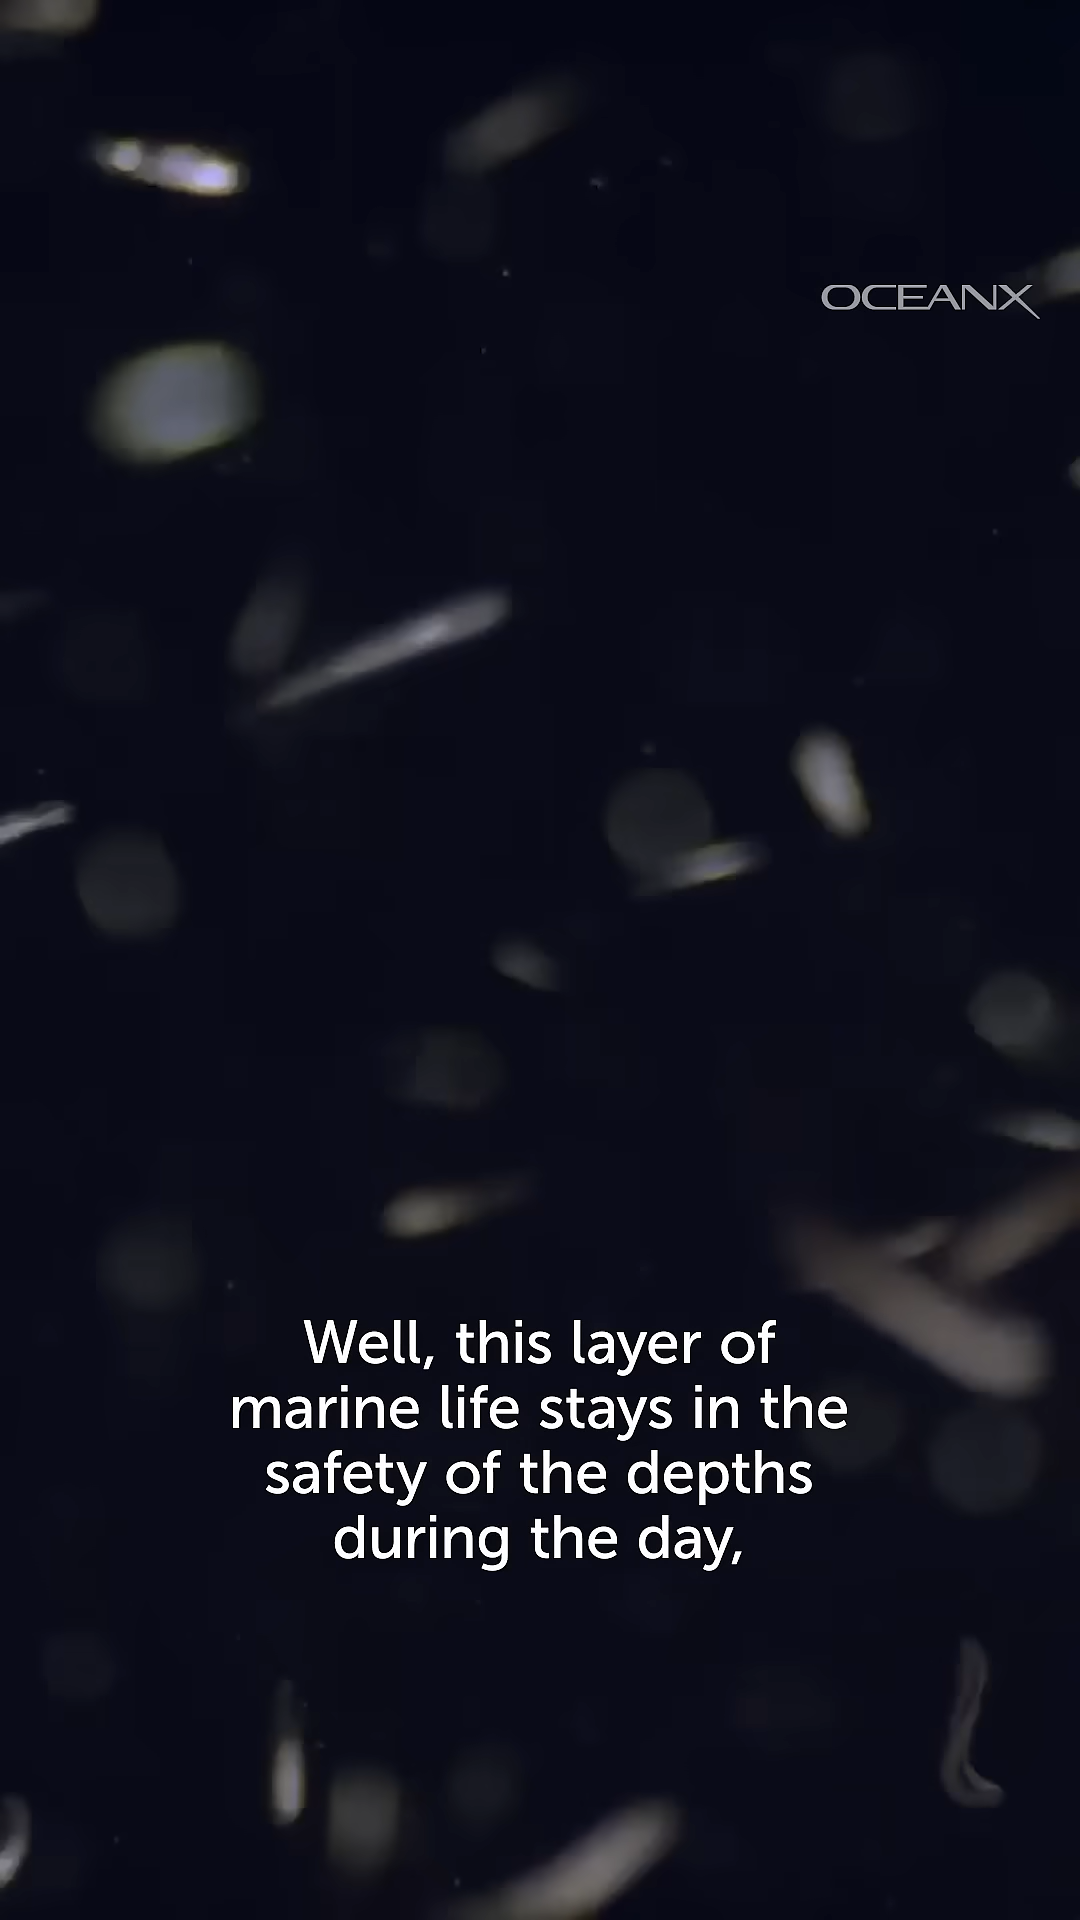 OCEANX
Well, this layer of
marine life stays in the
safety of the depths
during the day,